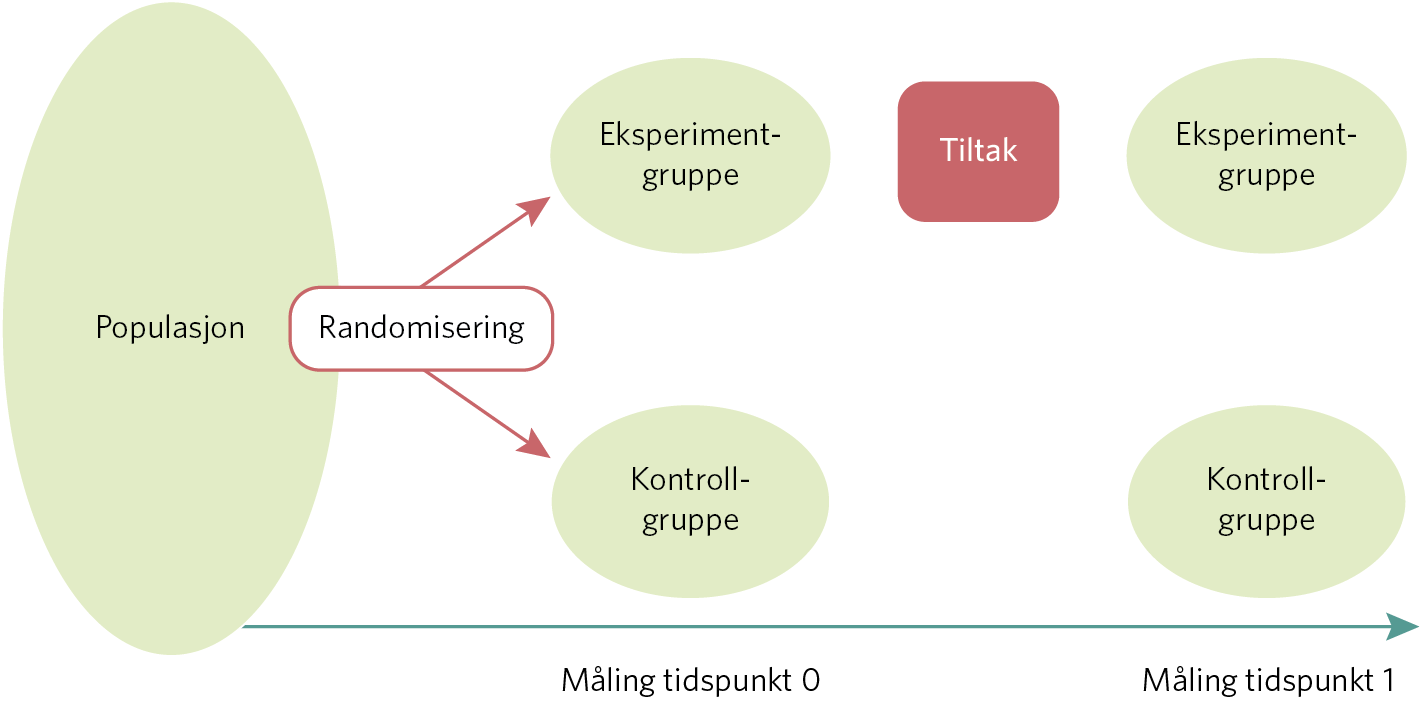 Populasjon
Randomisering
Eksperiment-
gruppe
Tiltak
Eksperiment-
gruppe
Kontroll-
gruppe
Kontroll-
gruppe
Måling tidspunkt 0
Måling tidspunkt 1